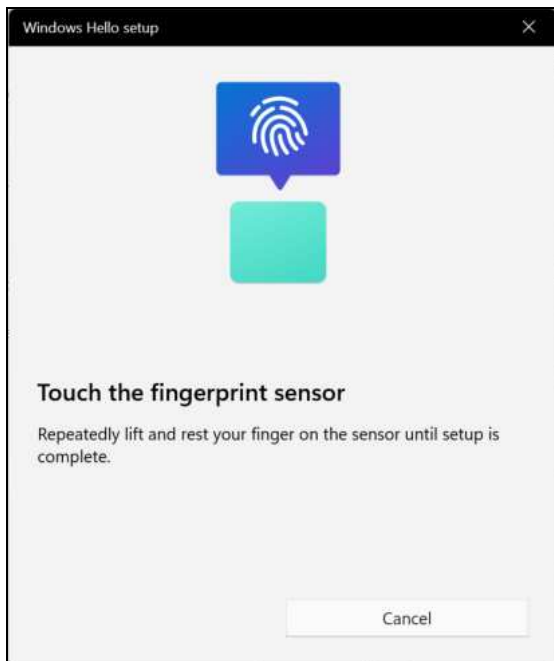 Windows Hello setup
Touch the fingerprint sensor
Repeatedly lift and rest your finger on the sensor until setup is
complete.
Cancel